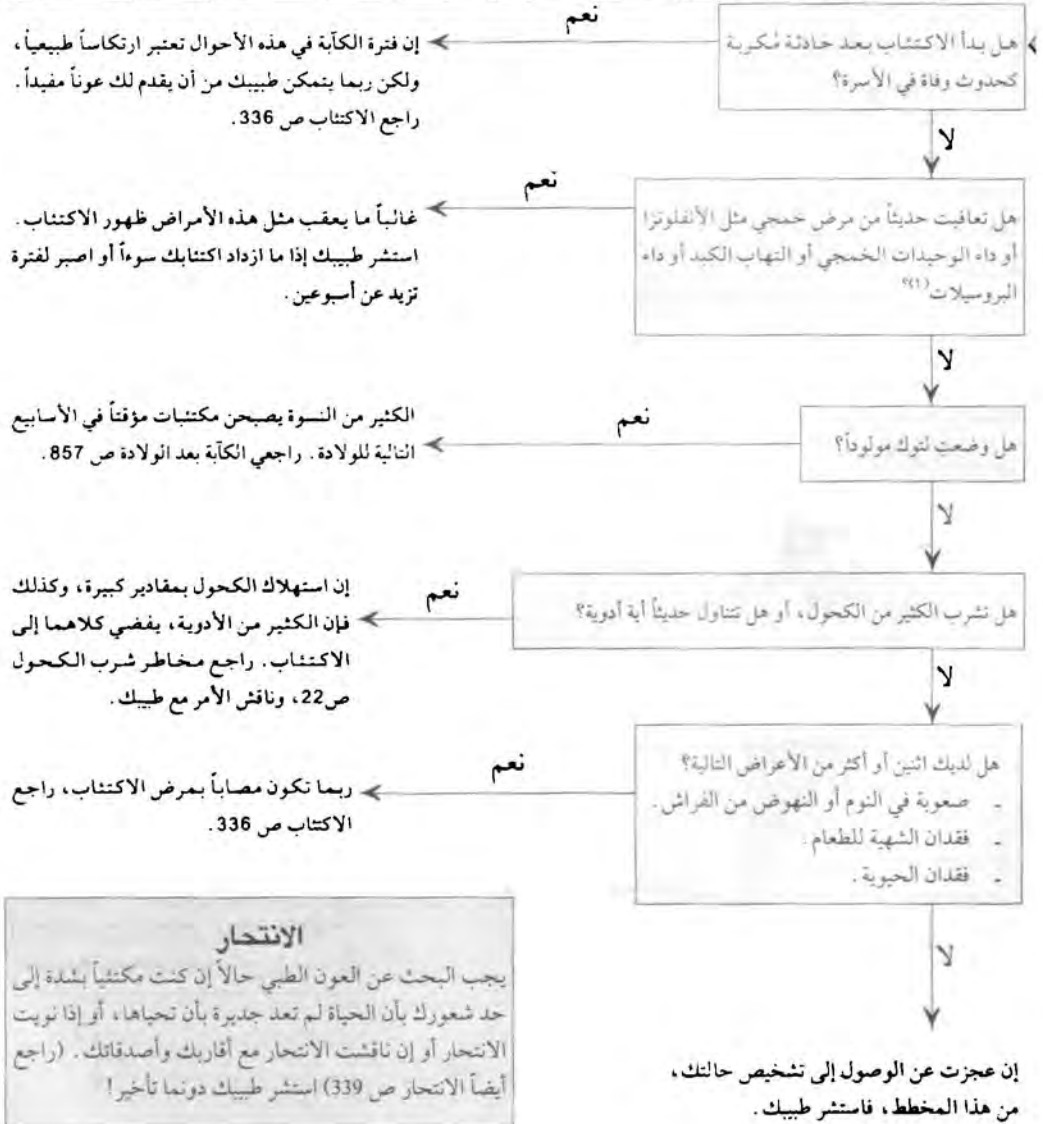 هل بدأ الاكتئاب بعد حادثة مُكربة
كحدوث وفاة في الأسرة؟
نعم
إن فترة الكآبة في هذه الأحوال تعتبر ارتكاساً طبيعياً،
ولكن ربما يتمكن طبيبك من أن يقدم لك عوناً مفيداً.
راجع الاكتئاب ص 336.
لا
هل تعافيت حديثاً من مرض خمجي مثل الأنفلونزا
أو داء الوحيدات الخمجي أو التهاب الكبد أو داء
البروسيلات(١)؟
نعم
غالباً ما يعقب مثل هذه الأمراض ظهور الاكتئاب.
استشر طبيبك إذا ما ازداد اكتئابك سوءاً أو اصبر لفترة
تزيد عن أسبوعين.
لا
هل وضعتِ لتوك مولوداً؟
نعم
الكثير من النسوة يصبحن مكتئبات مؤقتاً في الأسابيع
التالية للولادة. راجعي الكآبة بعد الولادة ص 857.
لا
هل تشرب الكثير من الكحول، أو هل تتناول حديثاً أية أدوية؟
نعم
إن استهلاك الكحول بمقادير كبيرة، وكذلك
فإن الكثير من الأدوية، يفضي كلاهما إلى
الاكتئاب. راجع مخاطر شرب الكحول
ص22، وناقش الأمر مع طبيبك.
لا
هل لديك اثنين أو أكثر من الأعراض التالية؟
- صعوبة في النوم أو النهوض من الفراش.
- فقدان الشهية للطعام.
- فقدان الحيوية.
نعم
ربما تكون مصاباً بمرض الاكتئاب، راجع
الاكتئاب ص 336.
لا
إن عجزت عن الوصول إلى تشخيص حالتك،
من هذا المخطط، فاستشر طبيبك.
الانتحار
يجب البحث عن العون الطبي حالاً إن كنت مكتئباً بشدة إلى
حد شعورك بأن الحياة لم تعد جديرة بأن تحياها، أو إذا نويت
الانتحار أو إن ناقشت الانتحار مع أقاربك وأصدقائك. (راجع
أيضاً الانتحار ص 339) استشر طبيبك دونما تأخير!